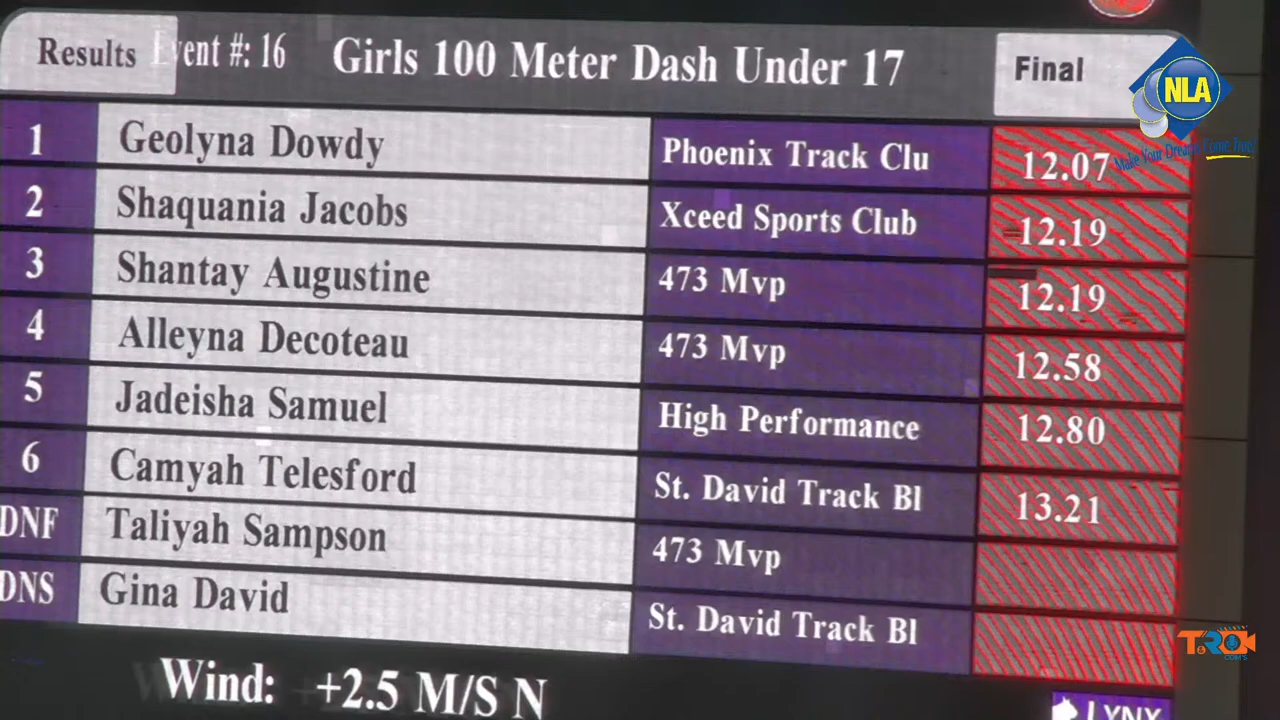 Results Event #: 16 Girls 100 Meter Dash Under 17 Final
1 Geolyna Dowdy Phoenix Track Clu 12.07
2 Shaquania Jacobs Xceed Sports Club 12.19
3 Shantay Augustine 473 Mvp 12.19
4 Alleyna Decoteau 473 Mvp 12.58
5 Jadeisha Samuel High Performance 12.80
6 Camyah Telesford St. David Track Bl 13.21
DNF Taliyah Sampson 473 Mvp
DNS Gina David St. David Track Bl
Wind: +2.5 M/S N
LYNX
NLA
Make Your Dreams Come True!
T&RON
COM'S